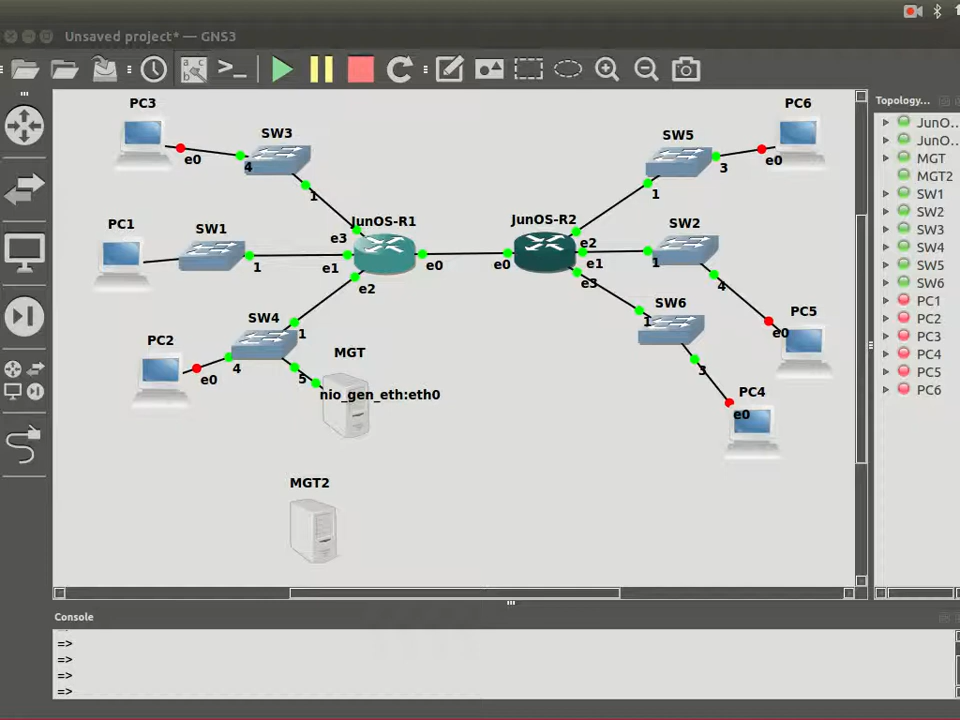 Unsaved project* — GNS3
abc
>_
PC3
e0
4
SW3
1
PC6
e0
3
SW5
1
Topology...
JunO...
JunO...
MGT
MGT2
SW1
SW2
SW3
SW4
SW5
SW6
PC1
PC2
PC3
PC4
PC5
PC6
PC1
SW1
1
JunOS-R1
e3
e1
e0
e2
JunOS-R2
e0
e2
e1
e3
SW2
1
4
PC5
e0
SW6
1
3
PC4
e0
SW4
1
4
5
PC2
e0
MGT
nio_gen_eth:eth0
MGT2
Console
=>
=>
=>
=>